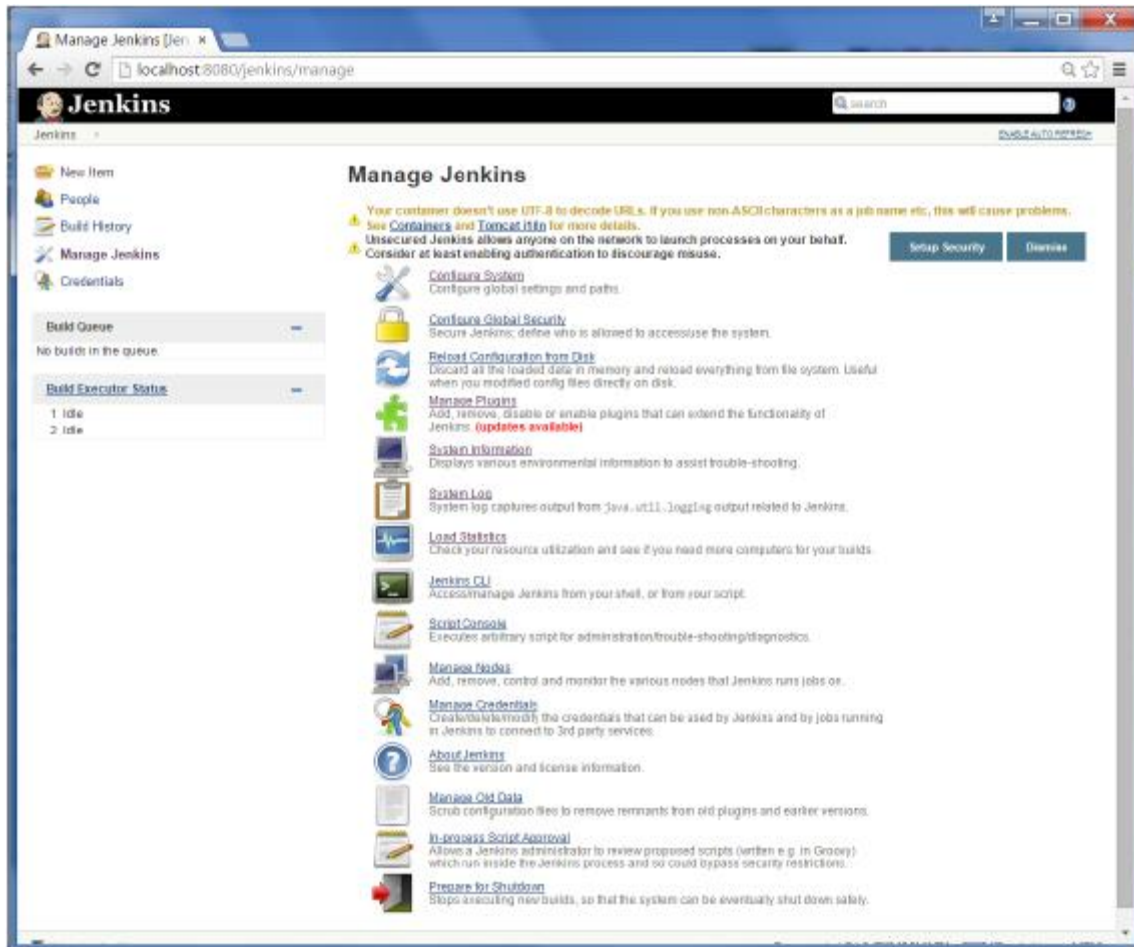 Manage Jenkins [Jen
localhost:8080/jenkins/manage
Jenkins
search
Jenkins
ENABLE AUTO REFRESH
New Item
People
Build History
Manage Jenkins
Credentials
Build Queue
No builds in the queue.
Build Executor Status
1 Idle
2 Idle
Manage Jenkins
Your container doesn't use UTF-8 to decode URLs. If you use non-ASCII characters as a job name etc, this will cause problems.
See Containers and Tomcat i18n for more details.
Unsecured Jenkins allows anyone on the network to launch processes on your behalf.
Consider at least enabling authentication to discourage misuse.
Setup Security
Dismiss
Configure System
Configure global settings and paths.
Configure Global Security
Secure Jenkins; define who is allowed to access/use the system.
Reload Configuration from Disk
Discard all the loaded data in memory and reload everything from file system. Useful
when you modified config files directly on disk.
Manage Plugins
Add, remove, disable or enable plugins that can extend the functionality of
Jenkins. (updates available)
System Information
Displays various environmental information to assist trouble-shooting.
System Log
System log captures output from java.util.logging output related to Jenkins.
Load Statistics
Check your resource utilization and see if you need more computers for your builds.
Jenkins CLI
Access/manage Jenkins from your shell, or from your script.
Script Console
Executes arbitrary script for administration/trouble-shooting/diagnostics.
Manage Nodes
Add, remove, control and monitor the various nodes that Jenkins runs jobs on.
Manage Credentials
Create/delete/modify the credentials that can be used by Jenkins and by jobs running
in Jenkins to connect to 3rd party services.
About Jenkins
See the version and license information.
Manage Old Data
Scrub configuration files to remove remnants from old plugins and earlier versions.
In-process Script Approval
Allows a Jenkins administrator to review proposed scripts (written e.g. in Groovy)
which run inside the Jenkins process and so could bypass security restrictions.
Prepare for Shutdown
Stops executing new builds, so that the system can be eventually shut down safely.